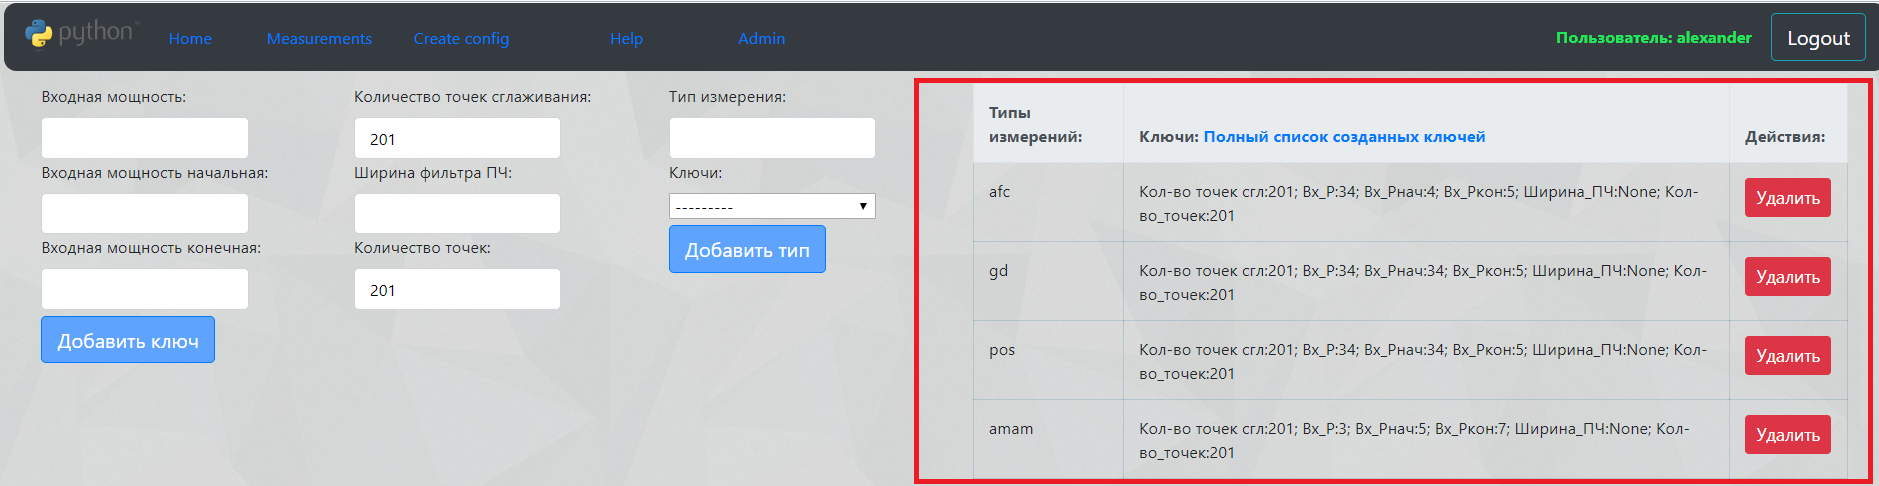 python™
Home
Measurements
Create config
Help
Admin
Пользователь: alexander
Logout
Входная мощность:
Входная мощность начальная:
Входная мощность конечная:
Добавить ключ
Количество точек сглаживания:
201
Ширина фильтра ПЧ:
Количество точек:
201
Тип измерения:
Ключи:
---------
Добавить тип
Типы
измерений:
Ключи: Полный список созданных ключей
Действия:
afc
Кол-во точек сгл:201; Вх_Р:34; Вх_Рнач:4; Вх_Ркон:5; Ширина_ПЧ:None; Кол-
во_точек:201
Удалить
gd
Кол-во точек сгл:201; Вх_Р:34; Вх_Рнач:34; Вх_Ркон:5; Ширина_ПЧ:None; Кол-
во_точек:201
Удалить
pos
Кол-во точек сгл:201; Вх_Р:34; Вх_Рнач:34; Вх_Ркон:5; Ширина_ПЧ:None; Кол-
во_точек:201
Удалить
amam
Кол-во точек сгл:201; Вх_Р:3; Вх_Рнач:5; Вх_Ркон:7; Ширина_ПЧ:None; Кол-
во_точек:201
Удалить